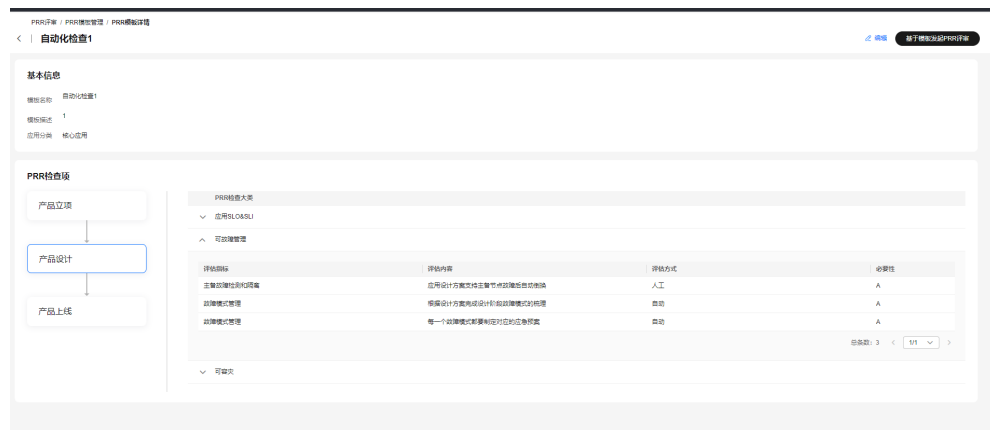 PRR评审 / PRR模板管理 / PRR模板详情
自动化检查1
编辑
基于模板发起PRR评审
基本信息
模板名称 自动化检查1
模板描述 1
应用分类 核心应用
PRR检查项
产品立项
产品设计
产品上线
PRR检查大类
应用SLO&SLI
可故障管理
评估指标 评估内容 评估方式 必要性
主备故障检测和隔离 应用设计方案支持主备节点故障后自动倒换 人工 A
故障模式管理 根据设计方案完成设计阶段故障模式的梳理 自动 A
故障模式管理 每一个故障模式都要制定对应的应急预案 自动 A
总条数: 3 < 1/1 >
可容灾